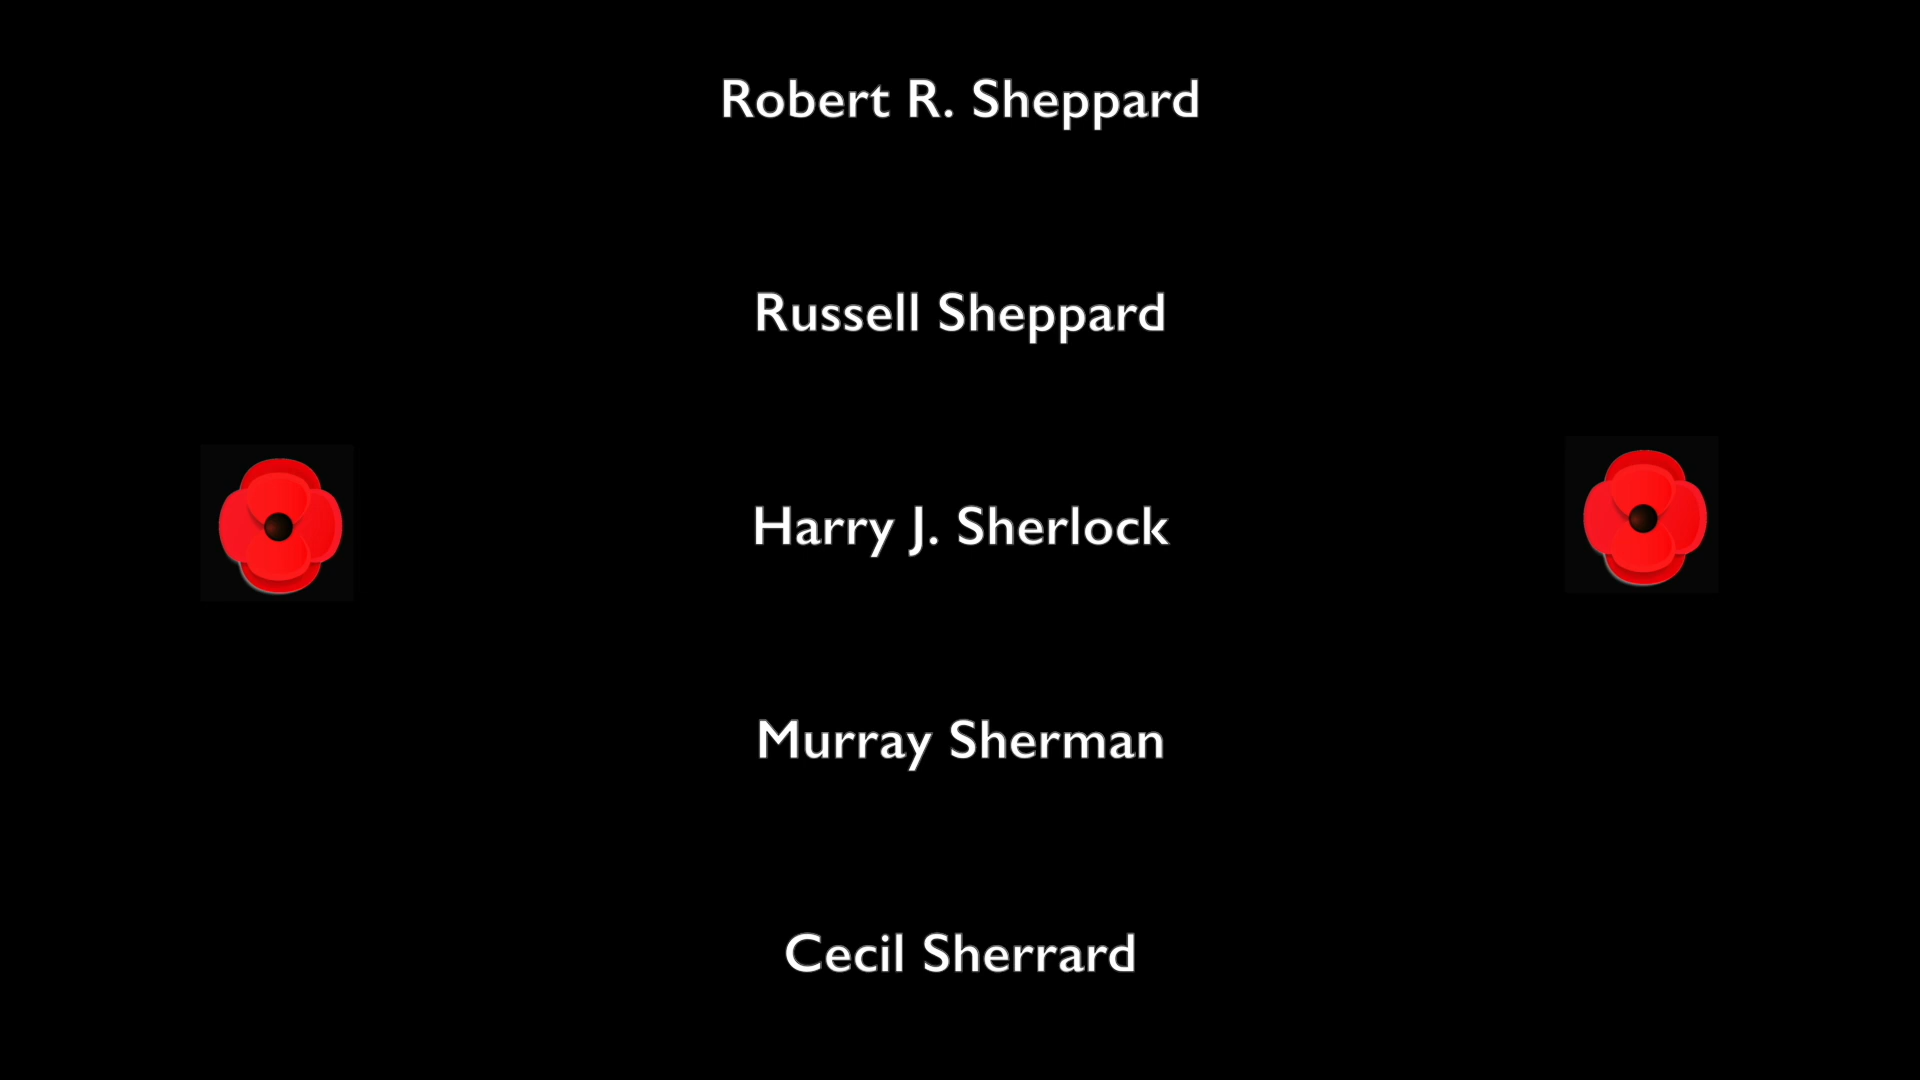 Robert R. Sheppard
Russell Sheppard
Harry J. Sherlock
Murray Sherman
Cecil Sherrard